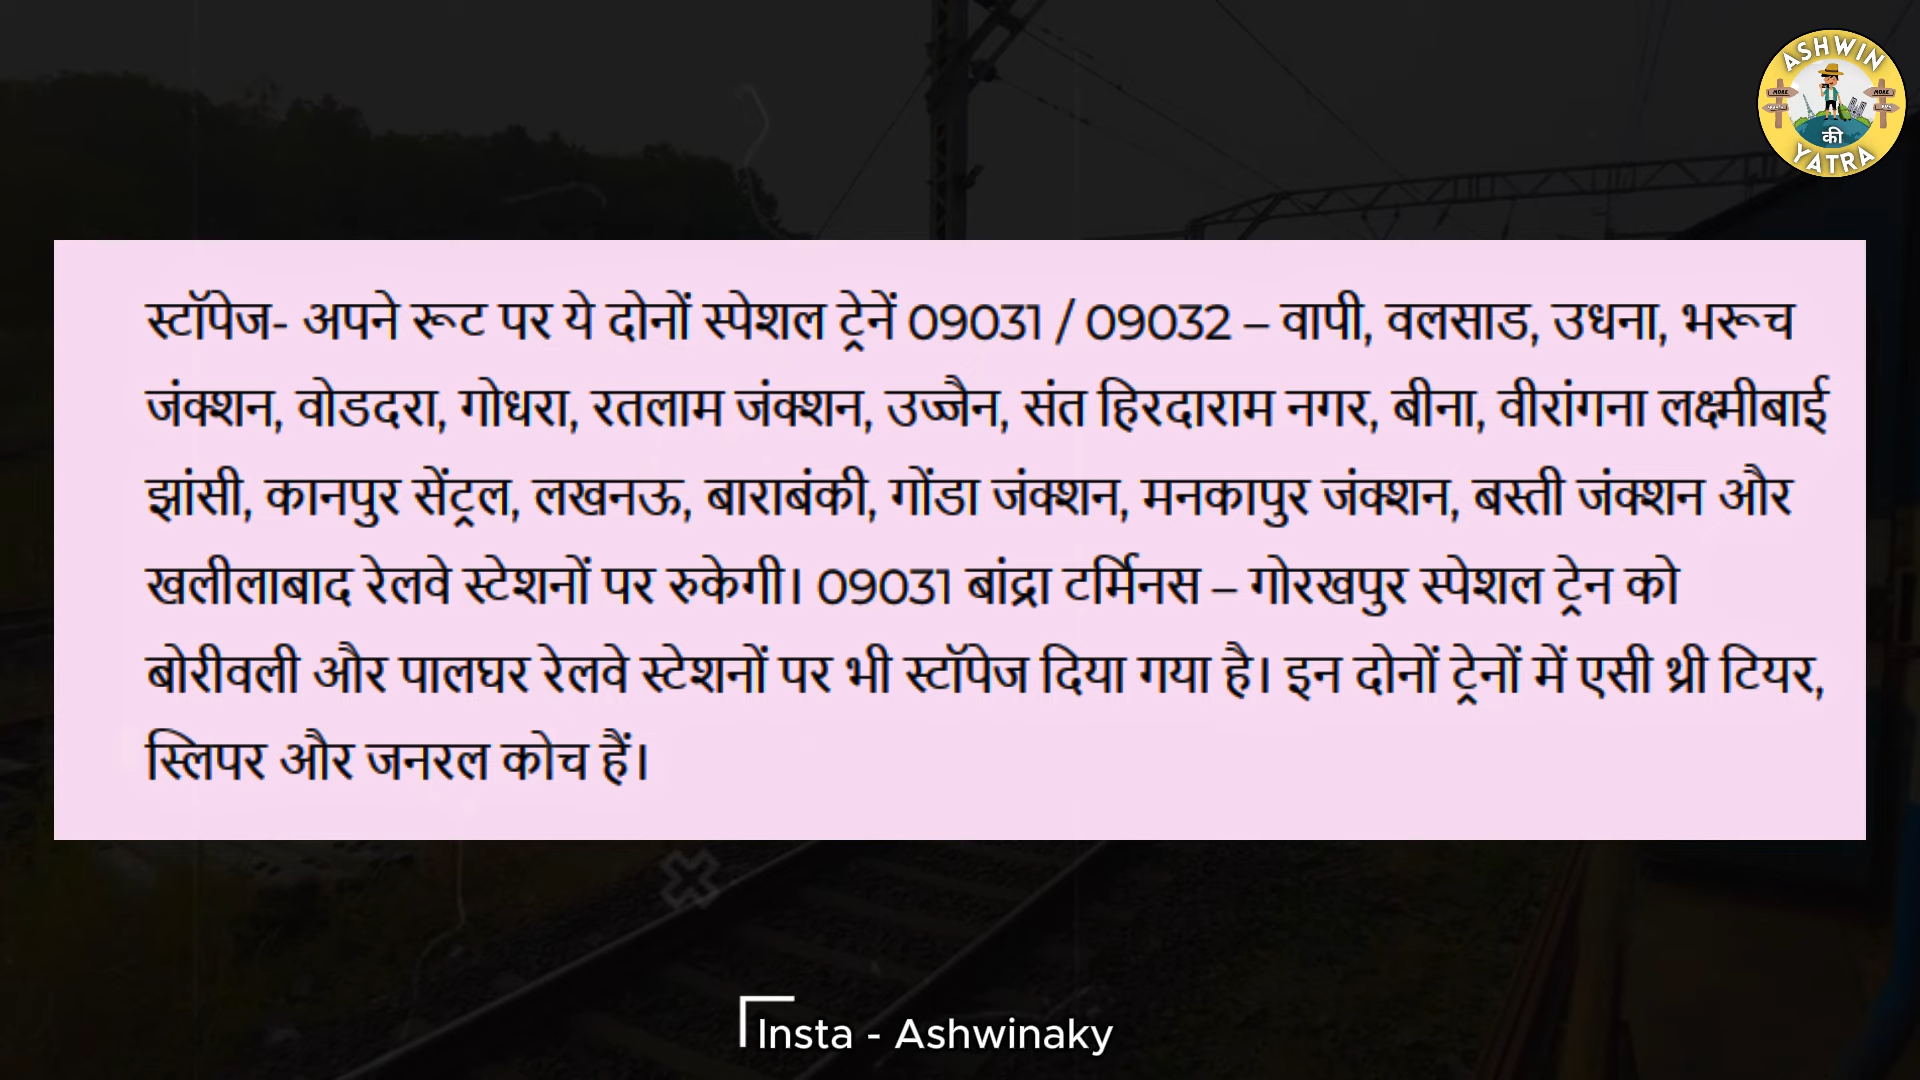 ASHWIN
की
YATRA
स्टॉपेज- अपने रूट पर ये दोनों स्पेशल ट्रेनें 09031 / 09032 – वापी, वलसाड, उधना, भरूच
जंक्शन, वोडदरा, गोधरा, रतलाम जंक्शन, उज्जैन, संत हिरदाराम नगर, बीना, वीरांगना लक्ष्मीबाई
झांसी, कानपुर सेंट्रल, लखनऊ, बाराबंकी, गोंडा जंक्शन, मनकापुर जंक्शन, बस्ती जंक्शन और
खलीलाबाद रेलवे स्टेशनों पर रुकेगी। 09031 बांद्रा टर्मिनस – गोरखपुर स्पेशल ट्रेन को
बोरीवली और पालघर रेलवे स्टेशनों पर भी स्टॉपेज दिया गया है। इन दोनों ट्रेनों में एसी थ्री टियर,
स्लिपर और जनरल कोच हैं।
Insta - Ashwinaky